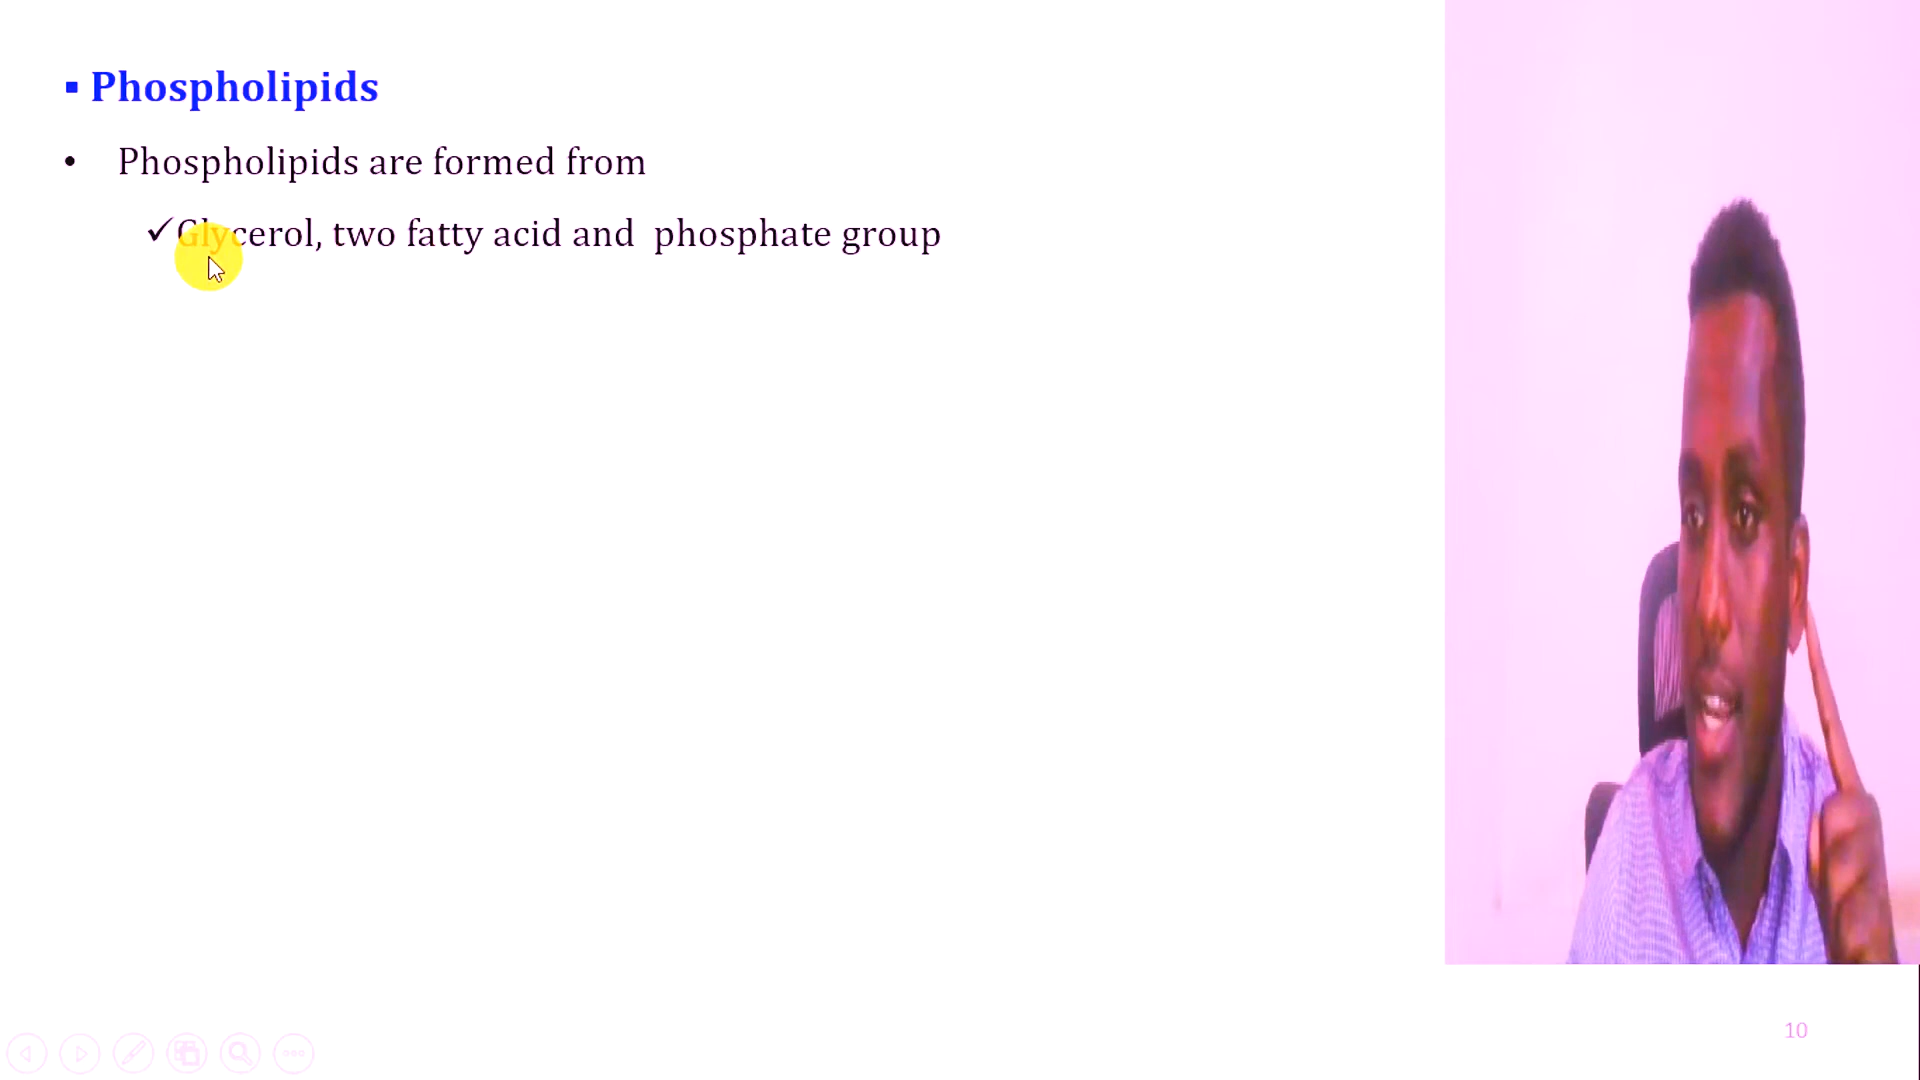 ▪ Phospholipids
• Phospholipids are formed from
✓Glycerol, two fatty acid and phosphate group
10